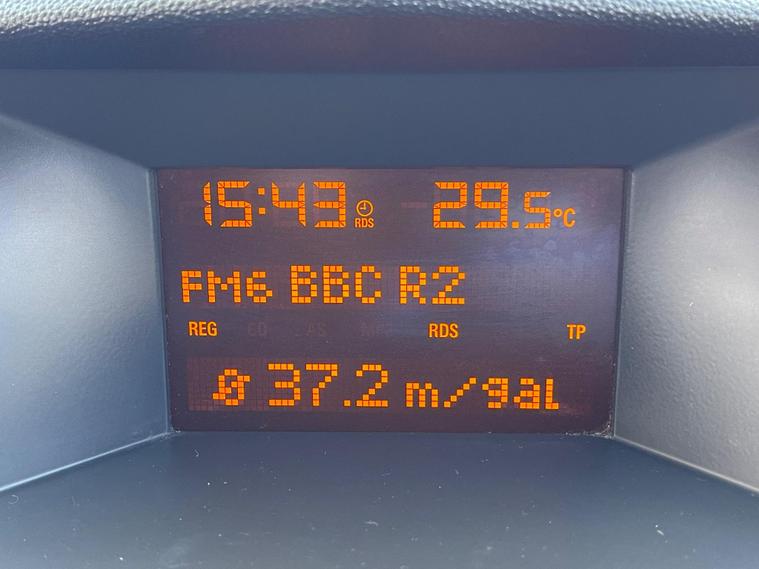 15:43 RDS 29.5°C
FM6 BBC R2
REG RDS TP
Ø 37.2 m/gal